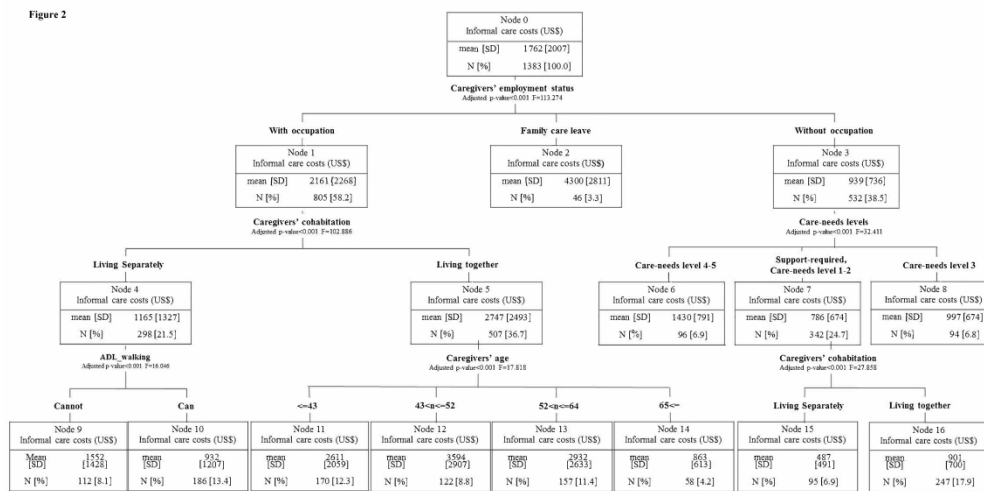 Figure 2
Node 0
Informal care costs (US$)
mean [SD] 1762 [2007]
N [%] 1383 [100.0]
Caregivers' employment status
Adjusted p-value<0.001 F=113.274
With occupation
Family care leave
Without occupation
Node 1
Informal care costs (US$)
mean [SD] 2161 [2268]
N [%] 805 [58.2]
Node 2
Informal care costs (US$)
mean [SD] 4300 [2811]
N [%] 46 [3.3]
Node 3
Informal care costs (US$)
mean [SD] 939 [736]
N [%] 532 [38.5]
Caregivers' cohabitation
Adjusted p-value<0.001 F=102.886
Care-needs levels
Adjusted p-value<0.001 F=32.411
Living Separately
Living together
Care-needs level 4-5
Support-required,
Care-needs level 1-2
Care-needs level 3
Node 4
Informal care costs (US$)
mean [SD] 1165 [1327]
N [%] 298 [21.5]
Node 5
Informal care costs (US$)
mean [SD] 2747 [2493]
N [%] 507 [36.7]
Node 6
Informal care costs (US$)
mean [SD] 1430 [791]
N [%] 96 [6.9]
Node 7
Informal care costs (US$)
mean [SD] 786 [674]
N [%] 342 [24.7]
Node 8
Informal care costs (US$)
mean [SD] 997 [674]
N [%] 94 [6.8]
ADL_walking
Adjusted p-value<0.001 F=16.046
Caregivers' age
Adjusted p-value<0.001 F=17.818
Caregivers' cohabitation
Adjusted p-value<0.001 F=27.858
Cannot
Can
<=43
43<n<=52
52<n<=64
65<=
Living Separately
Living together
Node 9
Informal care costs (US$)
Mean 1552
[SD] [1428]
N [%] 112 [8.1]
Node 10
Informal care costs (US$)
mean 932
[SD] [1207]
N [%] 186 [13.4]
Node 11
Informal care costs (US$)
mean 2611
[SD] [2059]
N [%] 170 [12.3]
Node 12
Informal care costs (US$)
mean 3594
[SD] [2907]
N [%] 122 [8.8]
Node 13
Informal care costs (US$)
mean 2932
[SD] [2633]
N [%] 157 [11.4]
Node 14
Informal care costs (US$)
mean 863
[SD] [613]
N [%] 58 [4.2]
Node 15
Informal care costs (US$)
mean 487
[SD] [491]
N [%] 95 [6.9]
Node 16
Informal care costs (US$)
mean 901
[SD] [700]
N [%] 247 [17.9]